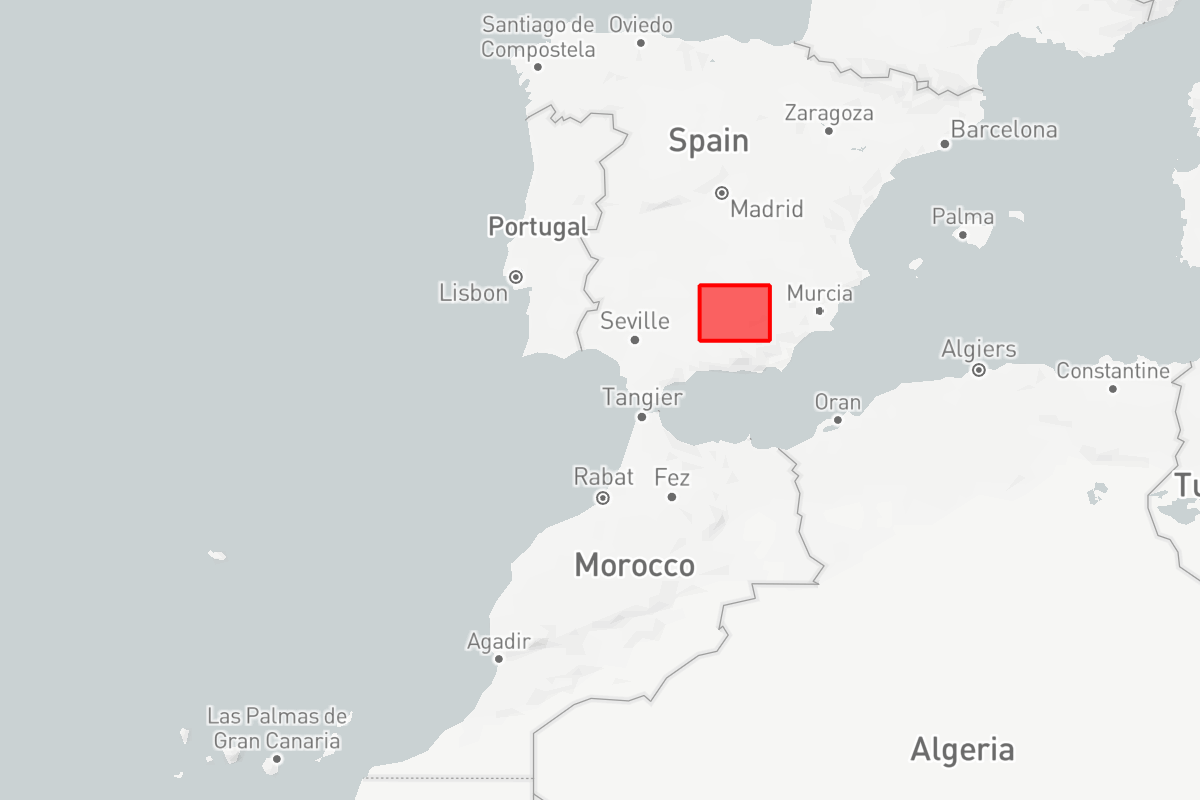 Santiago de
Compostela
Oviedo
Zaragoza
Barcelona
Spain
Madrid
Palma
Portugal
Lisbon
Murcia
Seville
Algiers
Constantine
Tangier
Oran
Rabat
Fez
Tu
Morocco
Agadir
Las Palmas de
Gran Canaria
Algeria